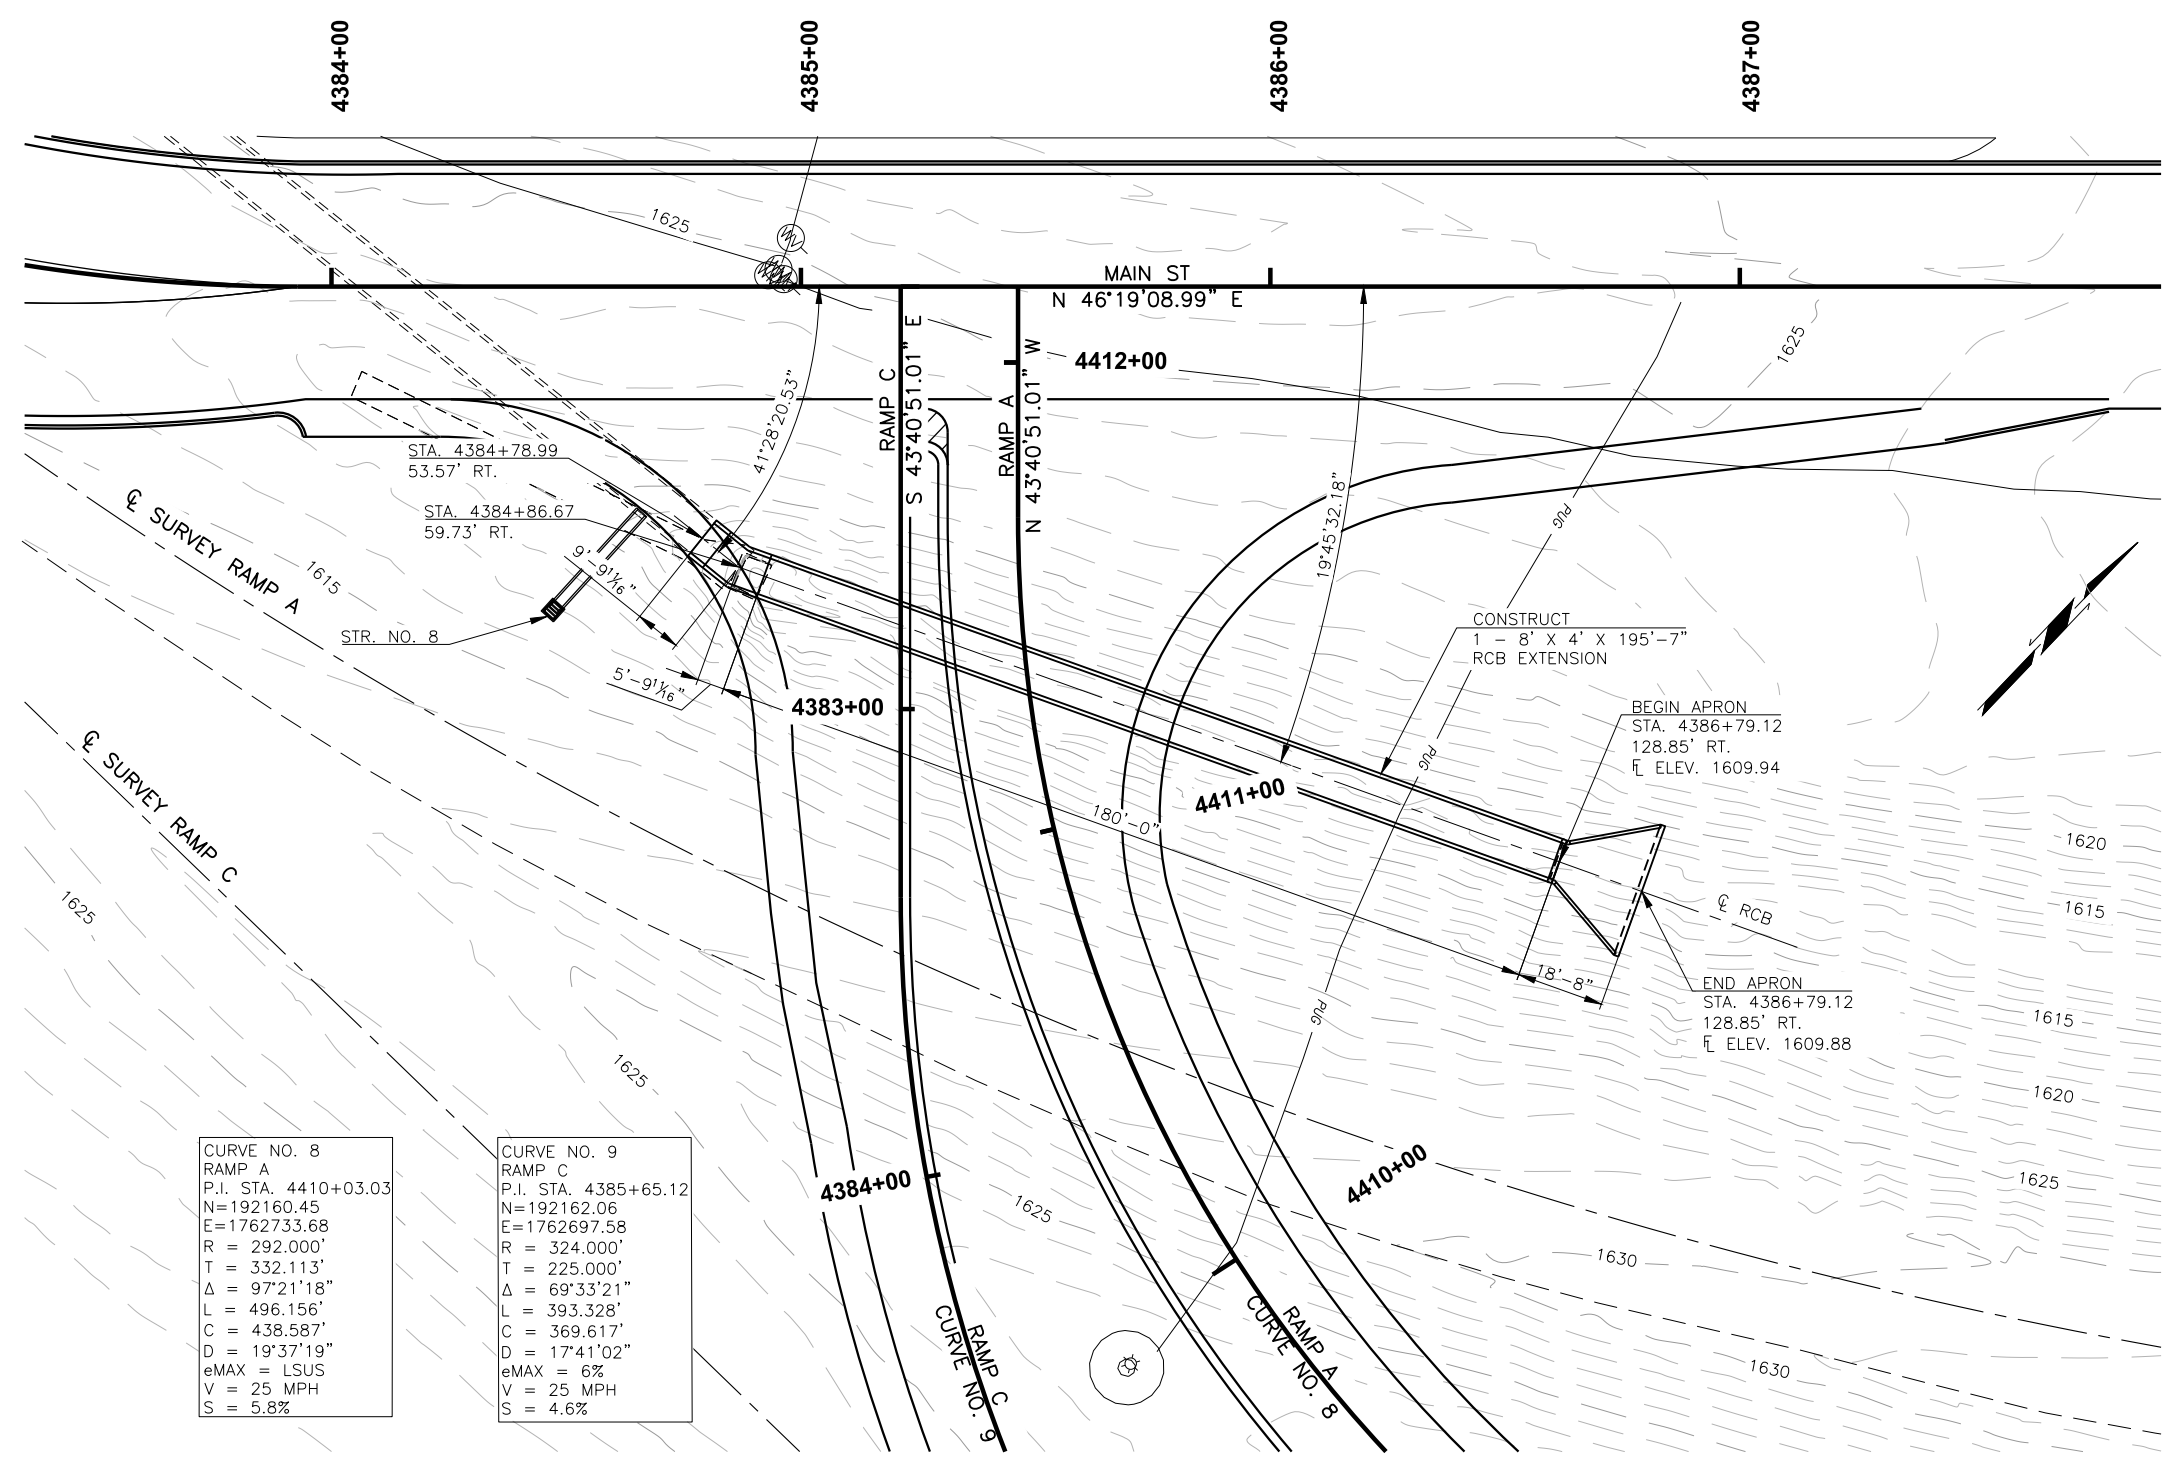 4384+00
4385+00
4386+00
4387+00
1625
MAIN ST
N 46°19'08.99" E
4412+00
1625
RAMP C
S 43°40'51.01" E
RAMP A
N 43°40'51.01" W
41°28'20.53"
19°45'32.18"
STA. 4384+78.99
53.57' RT.
STA. 4384+86.67
59.73' RT.
℄ SURVEY RAMP A
1615
9'-9 11/16"
STR. NO. 8
5'-9 11/16"
PUG
CONSTRUCT
1 - 8' X 4' X 195'-7"
RCB EXTENSION
4383+00
BEGIN APRON
STA. 4386+79.12
128.85' RT.
FL ELEV. 1609.94
PUG
4411+00
180'-0"
℄ SURVEY RAMP C
1620
1625
℄ RCB
1615
18'-8"
END APRON
STA. 4386+79.12
128.85' RT.
FL ELEV. 1609.88
PUG
1615
1625
1620
4384+00
4410+00
1625
1625
1630
1630
CURVE NO. 8
RAMP A
P.I. STA. 4410+03.03
N=192160.45
E=1762733.68
R = 292.000'
T = 332.113'
Δ = 97°21'18"
L = 496.156'
C = 438.587'
D = 19°37'19"
eMAX = LSUS
V = 25 MPH
S = 5.8%
CURVE NO. 9
RAMP C
P.I. STA. 4385+65.12
N=192162.06
E=1762697.58
R = 324.000'
T = 225.000'
Δ = 69°33'21"
L = 393.328'
C = 369.617'
D = 17°41'02"
eMAX = 6%
V = 25 MPH
S = 4.6%
RAMP C
CURVE NO. 9
RAMP A
CURVE NO. 8